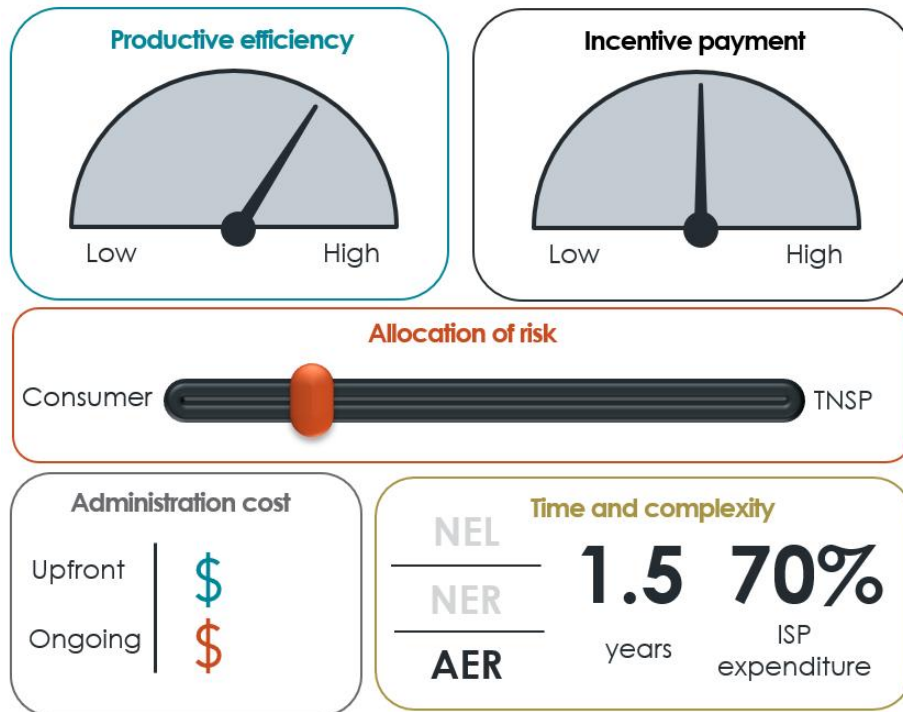 Productive efficiency
Low
High
Incentive payment
Low
High
Allocation of risk
Consumer
TNSP
Administration cost
Upfront
$
Ongoing
$
Time and complexity
NEL
NER
AER
1.5
years
70%
ISP
expenditure